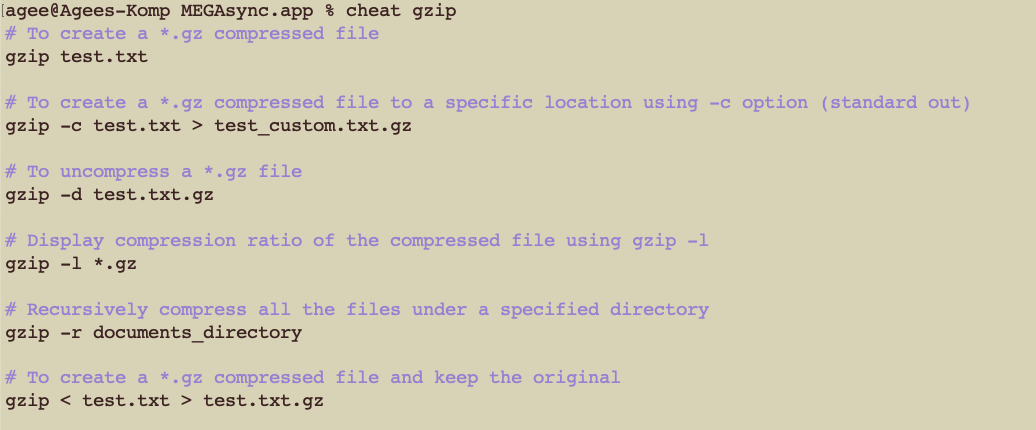 [agee@Agees-Komp MEGAsync.app % cheat gzip
# To create a *.gz compressed file
gzip test.txt
# To create a *.gz compressed file to a specific location using -c option (standard out)
gzip -c test.txt > test_custom.txt.gz
# To uncompress a *.gz file
gzip -d test.txt.gz
# Display compression ratio of the compressed file using gzip -l
gzip -l *.gz
# Recursively compress all the files under a specified directory
gzip -r documents_directory
# To create a *.gz compressed file and keep the original
gzip < test.txt > test.txt.gz